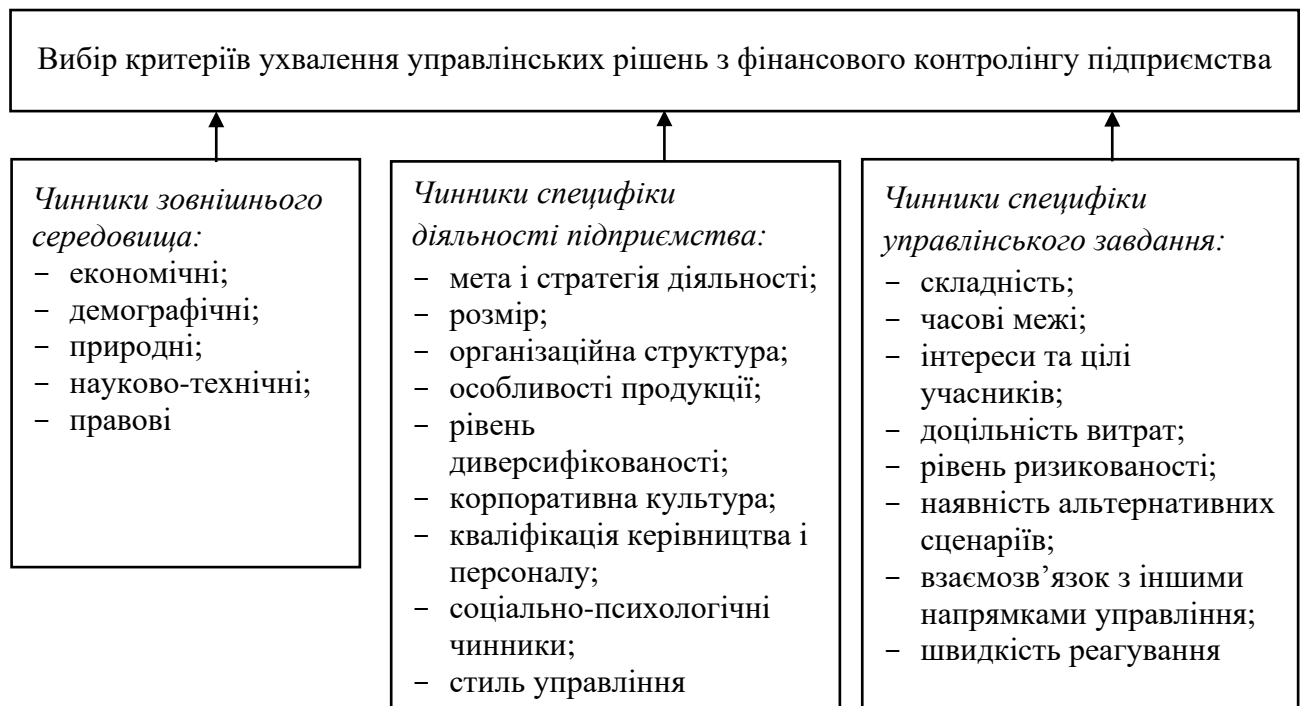 Вибір критеріїв ухвалення управлінських рішень з фінансового контролінгу підприємства
Чинники зовнішнього
середовища:
− економічні;
− демографічні;
− природні;
− науково-технічні;
− правові
Чинники специфіки
діяльності підприємства:
− мета і стратегія діяльності;
− розмір;
− організаційна структура;
− особливості продукції;
− рівень
диверсифікованості;
− корпоративна культура;
− кваліфікація керівництва і
персоналу;
− соціально-психологічні
чинники;
− стиль управління
Чинники специфіки
управлінського завдання:
− складність;
− часові межі;
− інтереси та цілі
учасників;
− доцільність витрат;
− рівень ризикованості;
− наявність альтернативних
сценаріїв;
− взаємозв’язок з іншими
напрямками управління;
− швидкість реагування